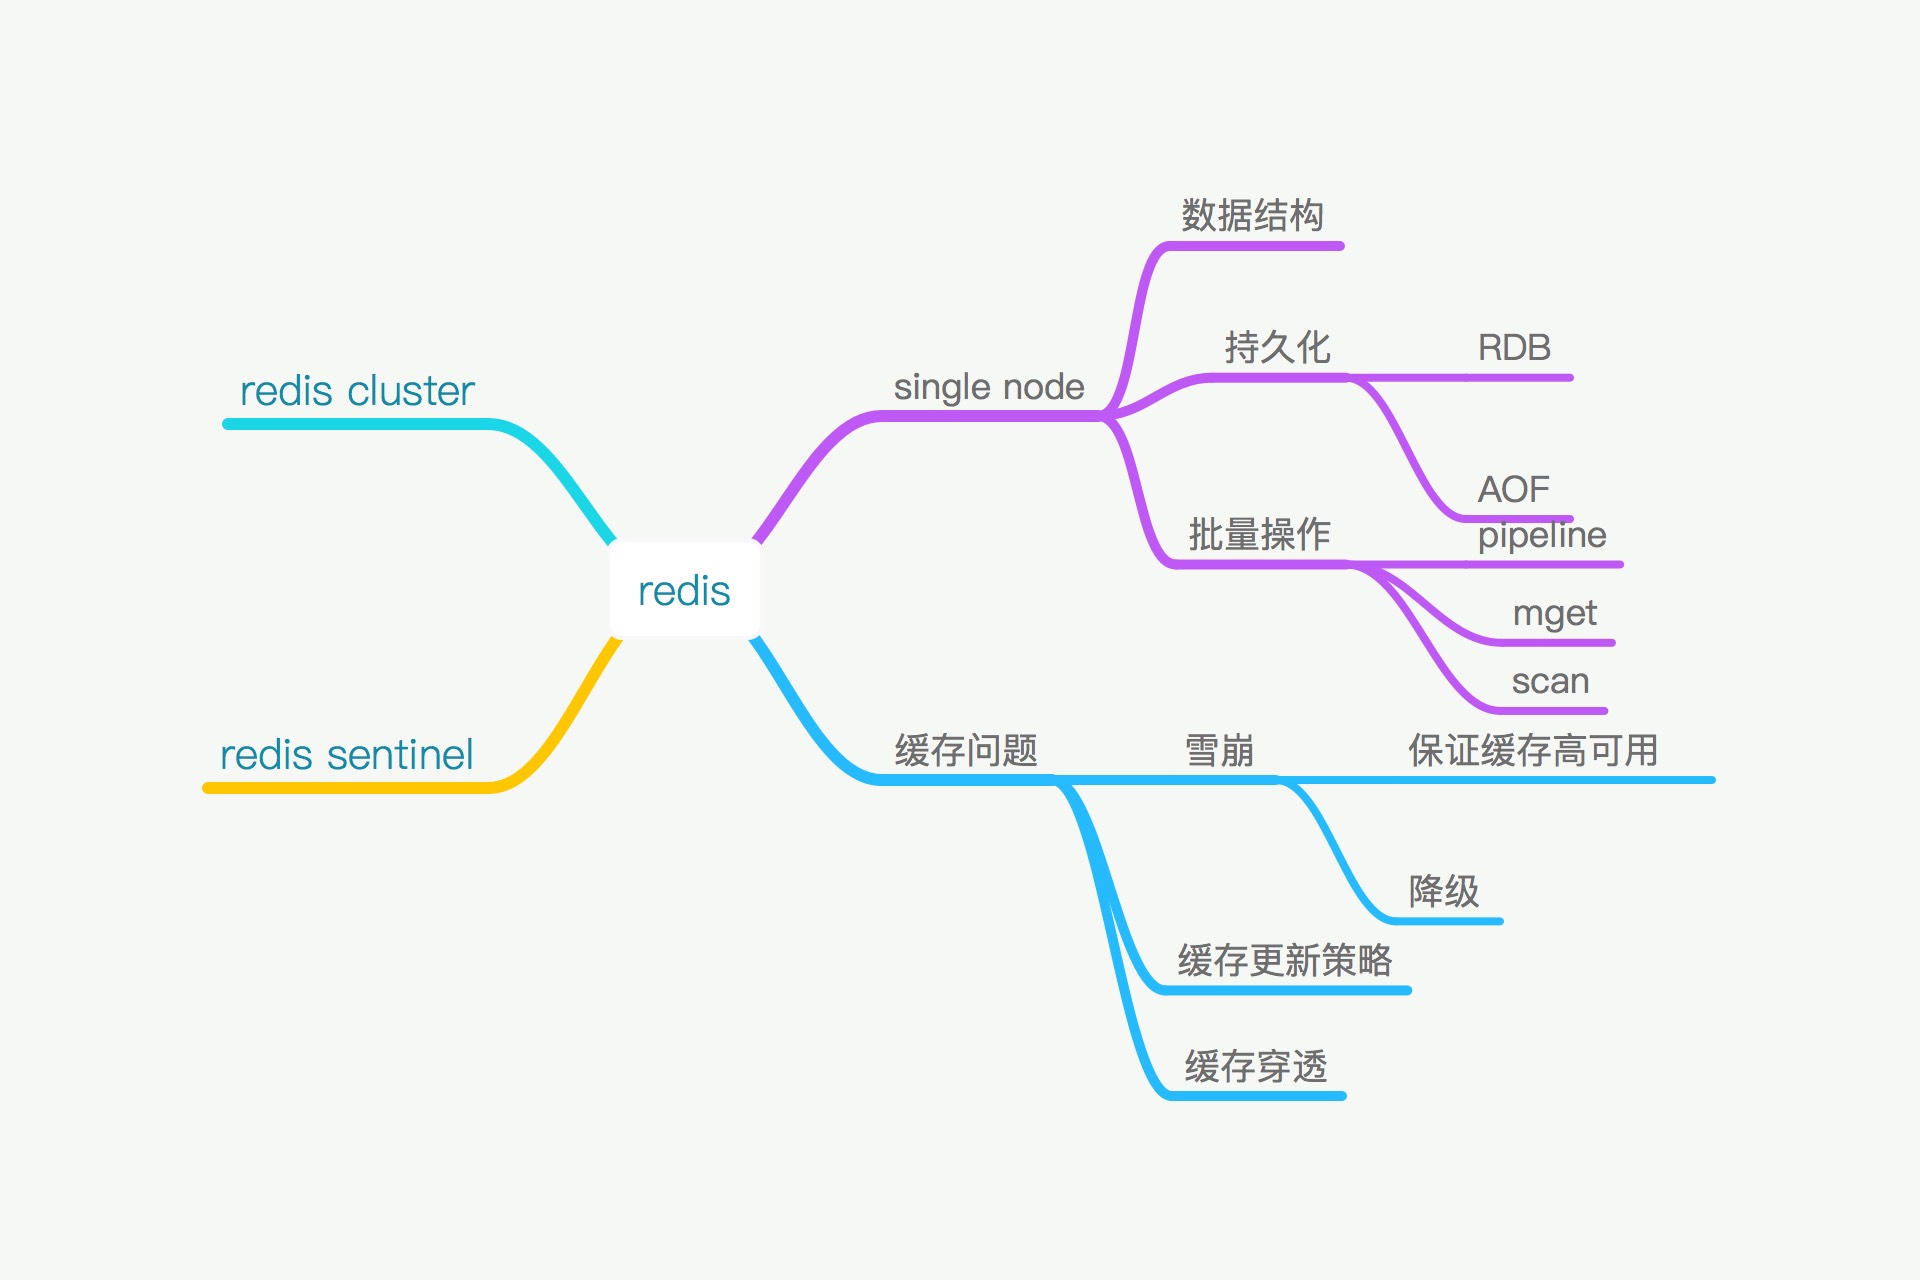 redis
redis cluster
redis sentinel
single node
数据结构
持久化
RDB
AOF
批量操作
pipeline
mget
scan
缓存问题
雪崩
保证缓存高可用
降级
缓存更新策略
缓存穿透